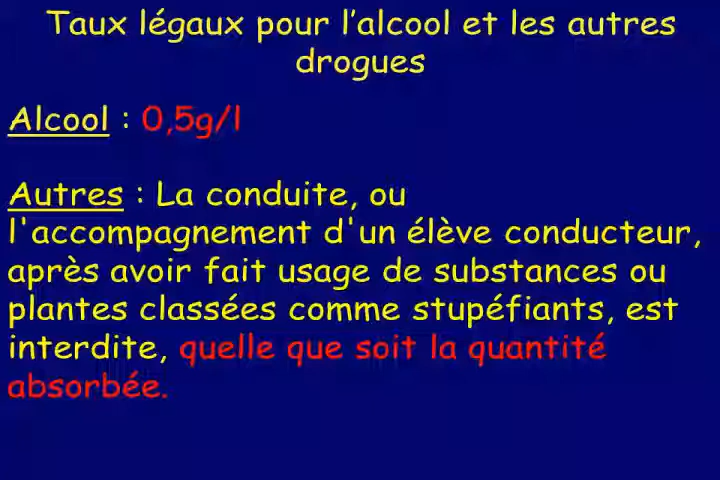 Taux légaux pour l’alcool et les autres
drogues
Alcool : 0,5g/l
Autres : La conduite, ou
l'accompagnement d'un élève conducteur,
après avoir fait usage de substances ou
plantes classées comme stupéfiants, est
interdite, quelle que soit la quantité
absorbée.